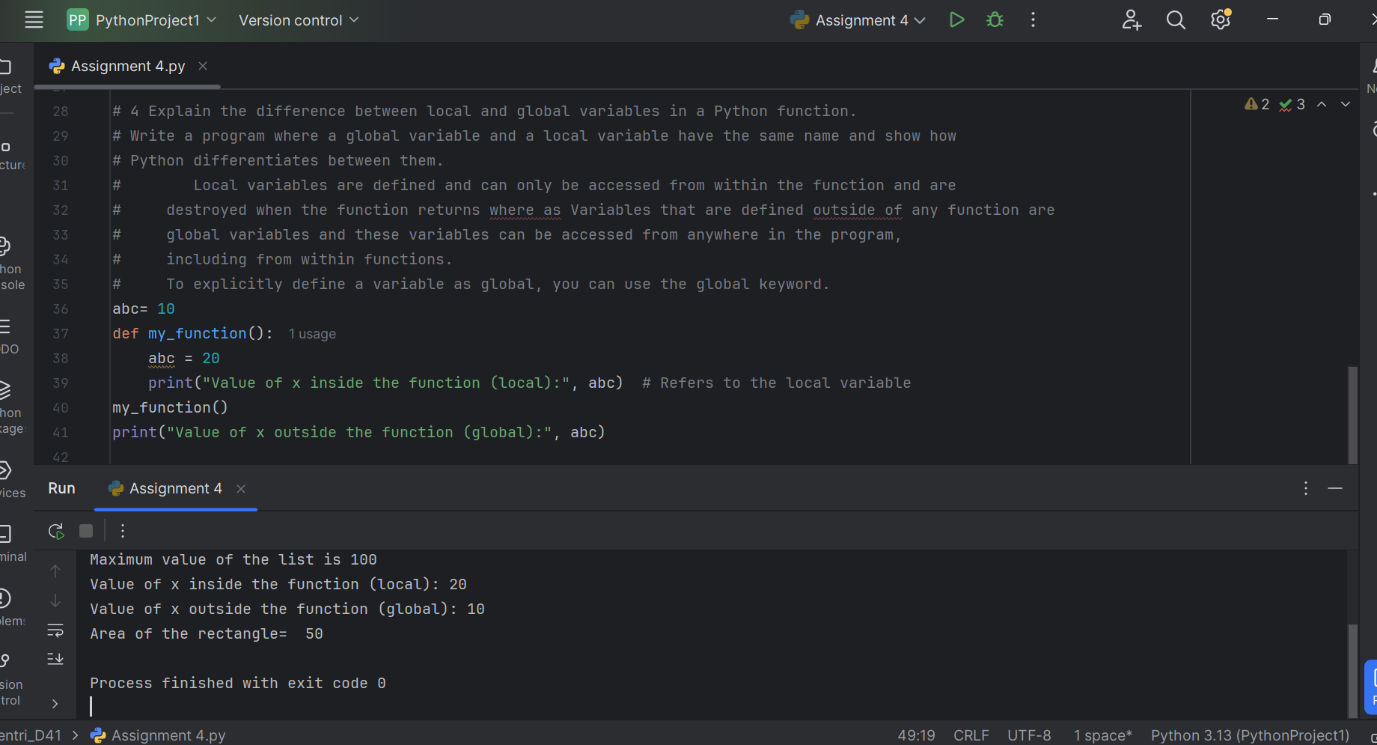 PP PythonProject1 Version control Assignment 4
Assignment 4.py
28 # 4 Explain the difference between local and global variables in a Python function.
29 # Write a program where a global variable and a local variable have the same name and show how
30 # Python differentiates between them.
31 # Local variables are defined and can only be accessed from within the function and are
32 # destroyed when the function returns where as Variables that are defined outside of any function are
33 # global variables and these variables can be accessed from anywhere in the program,
34 # including from within functions.
35 # To explicitly define a variable as global, you can use the global keyword.
36 abc= 10
37 def my_function(): 1 usage
38 abc = 20
39 print("Value of x inside the function (local):", abc) # Refers to the local variable
40 my_function()
41 print("Value of x outside the function (global):", abc)
42
2 3
Run Assignment 4
Maximum value of the list is 100
Value of x inside the function (local): 20
Value of x outside the function (global): 10
Area of the rectangle= 50
Process finished with exit code 0
entri_D41 > Assignment 4.py 49:19 CRLF UTF-8 1 space* Python 3.13 (PythonProject1)